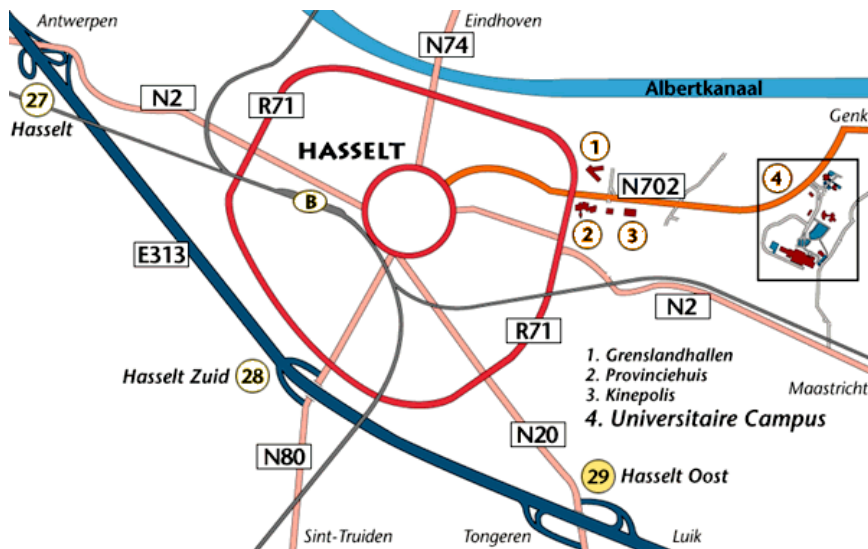 Antwerpen
Eindhoven
N74
Albertkanaal
27
N2
R71
Hasselt
Genk
HASSELT
1
N702
4
B
2
3
E313
N2
R71
1. Grenslandhallen
2. Provinciehuis
3. Kinepolis
4. Universitaire Campus
Hasselt Zuid
28
Maastricht
N20
N80
29
Hasselt Oost
Sint-Truiden
Tongeren
Luik